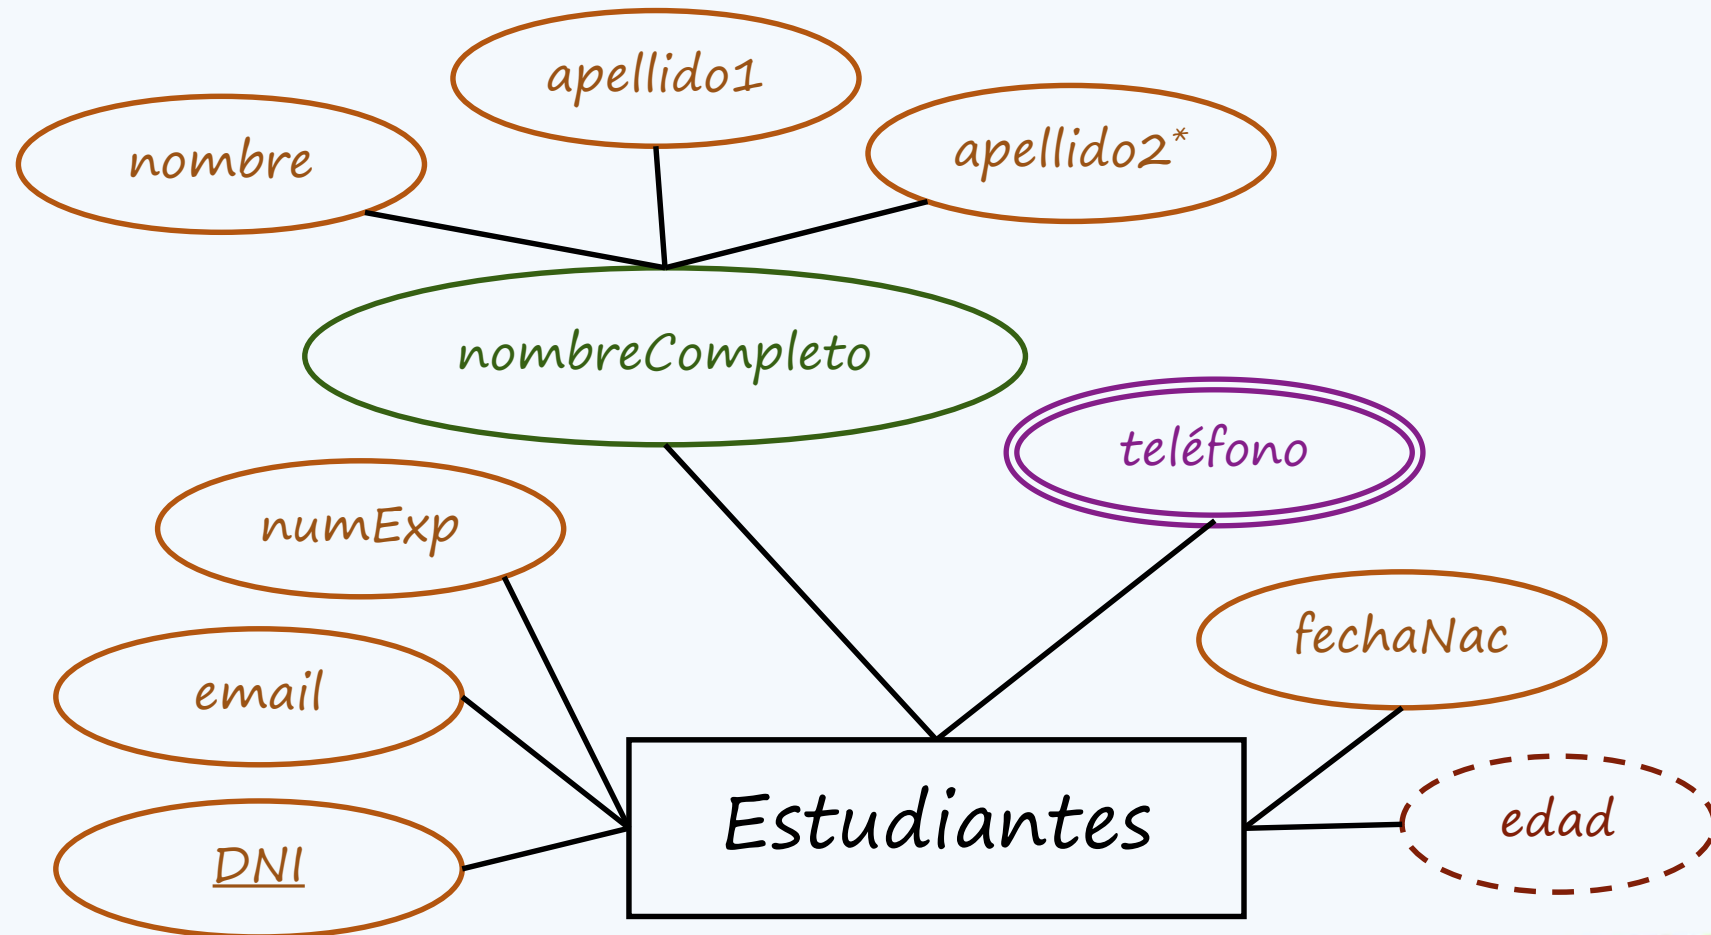 apellido1
nombre
apellido2*
nombreCompleto
teléfono
numExp
fechaNac
email
Estudiantes
edad
DNI